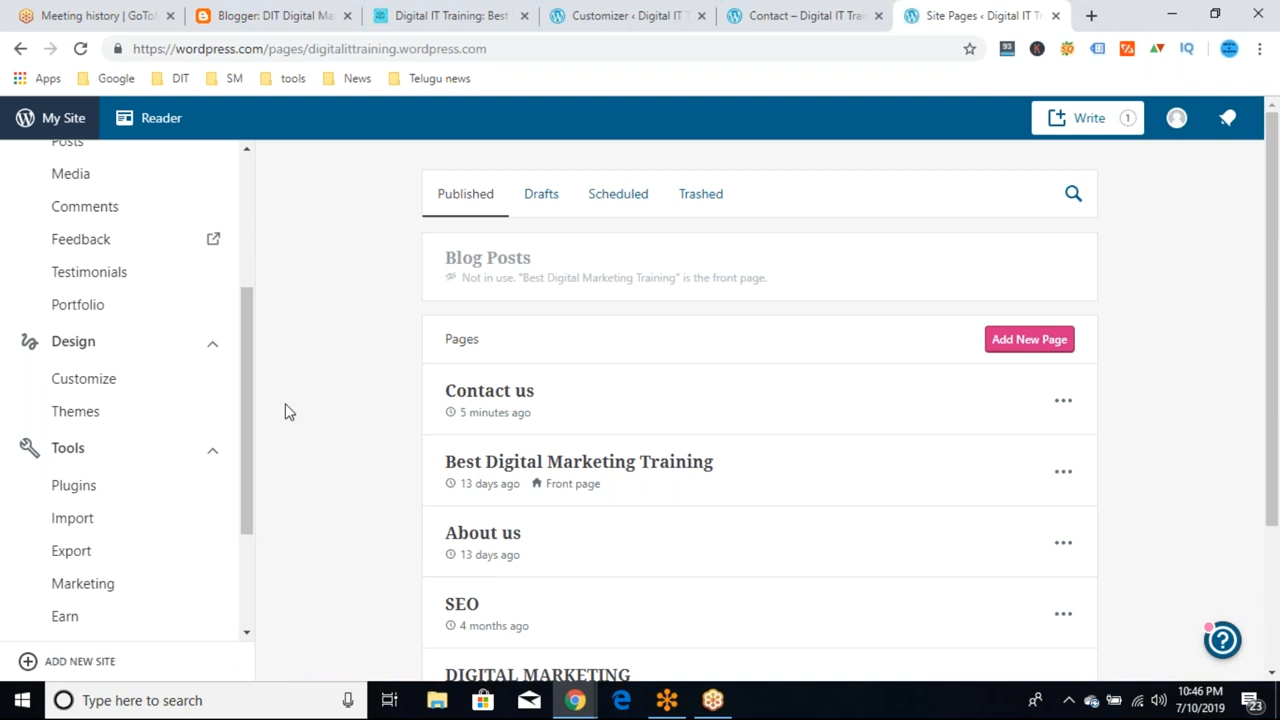 Meeting history | GoTo
Blogger: DIT Digital Ma
Digital IT Training: Bes
Customizer ‹ Digital IT T
Contact – Digital IT Trai
Site Pages ‹ Digital IT T
https://wordpress.com/pages/digitalittraining.wordpress.com
93
K
IQ
Apps
Google
DIT
SM
tools
News
Telugu news
My Site
Reader
Write
1
Posts
Media
Comments
Feedback
Testimonials
Portfolio
Design
Customize
Themes
Tools
Plugins
Import
Export
Marketing
Earn
ADD NEW SITE
Published
Drafts
Scheduled
Trashed
Blog Posts
Not in use. "Best Digital Marketing Training" is the front page.
Pages
Add New Page
Contact us
5 minutes ago
Best Digital Marketing Training
13 days ago
Front page
About us
13 days ago
SEO
4 months ago
DIGITAL MARKETING
Type here to search
10:46 PM
7/10/2019
23